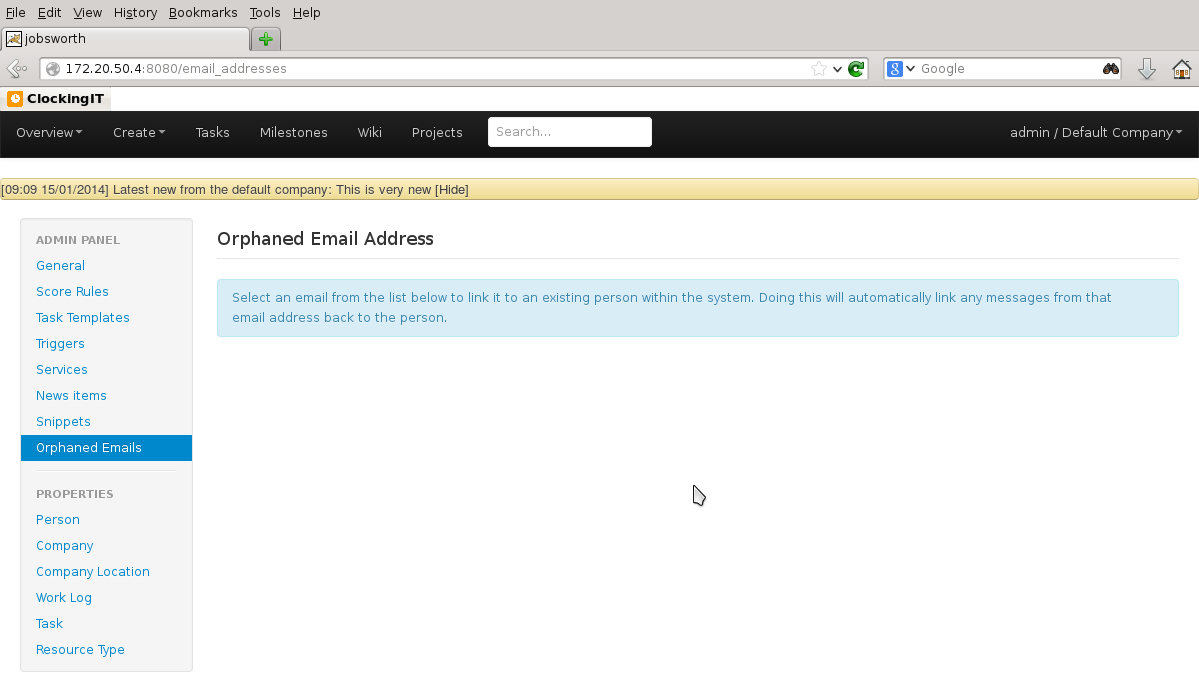 File Edit View History Bookmarks Tools Help
jobsworth
172.20.50.4:8080/email_addresses
Google
ClockingIT
Overview Create Tasks Milestones Wiki Projects Search... admin / Default Company
[09:09 15/01/2014] Latest new from the default company: This is very new [Hide]
ADMIN PANEL
General
Score Rules
Task Templates
Triggers
Services
News items
Snippets
Orphaned Emails
PROPERTIES
Person
Company
Company Location
Work Log
Task
Resource Type
Orphaned Email Address
Select an email from the list below to link it to an existing person within the system. Doing this will automatically link any messages from that
email address back to the person.